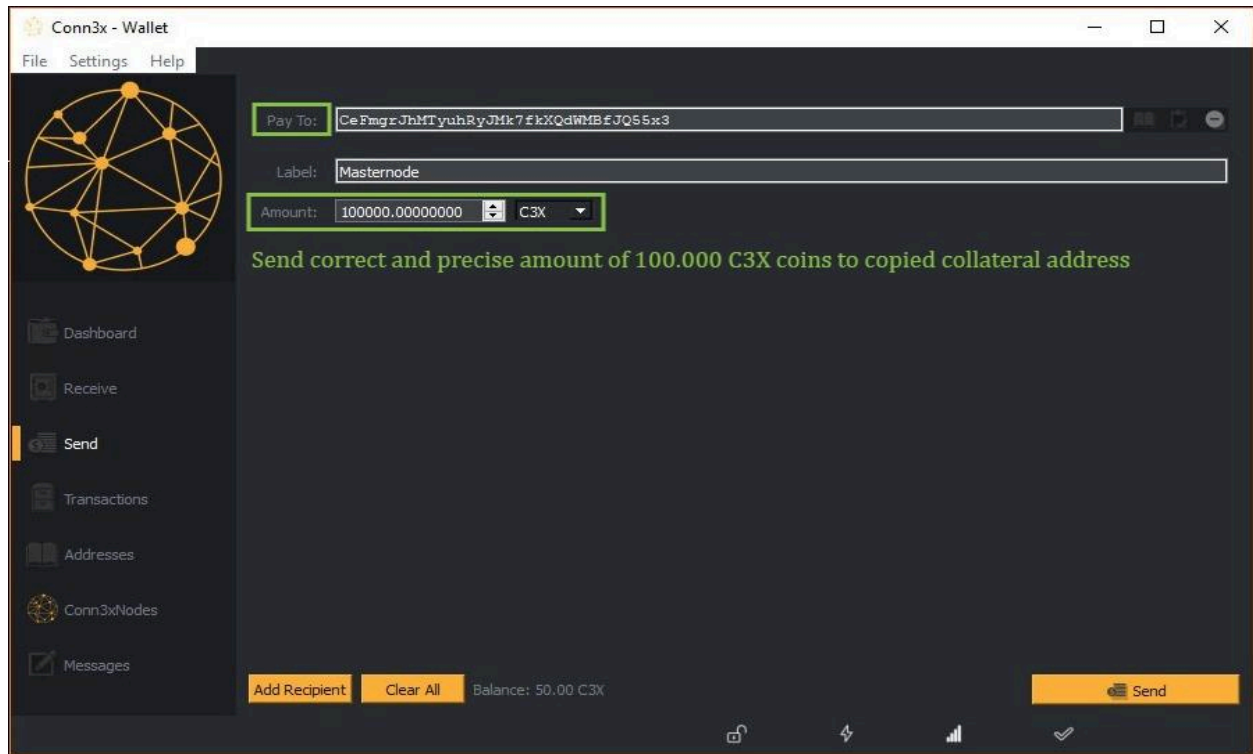 Conn3x - Wallet
File Settings Help
Pay To: CeFmgrJhMTyuhRyJMk7fkXQdWMBfJQ55x3
Label: Masternode
Amount: 100000.00000000 C3X
Send correct and precise amount of 100.000 C3X coins to copied collateral address
Dashboard
Receive
Send
Transactions
Addresses
Conn3xNodes
Messages
Add Recipient Clear All Balance: 50.00 C3X Send